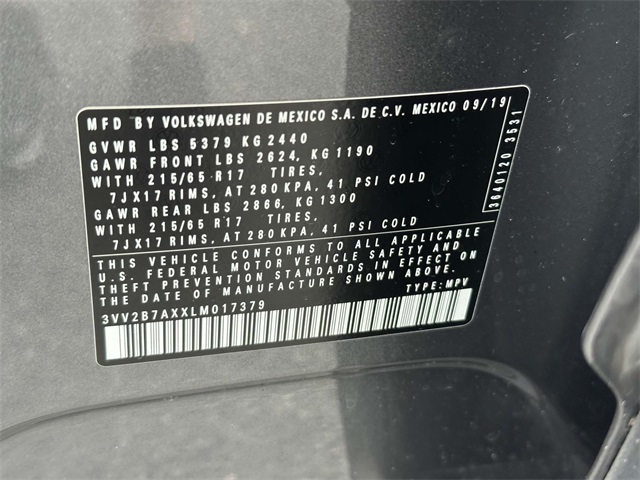 MFD BY VOLKSWAGEN DE MEXICO S.A. DE C.V. MEXICO 09/19
GVWR LBS 5379 KG 2440
GAWR FRONT LBS 2624, KG 1190
WITH 215/65 R17 TIRES,
7JX17 RIMS, AT 280 KPA, 41 PSI COLD
GAWR REAR LBS 2866, KG 1300
WITH 215/65 R17 TIRES,
7JX17 RIMS, AT 280 KPA, 41 PSI COLD
THIS VEHICLE CONFORMS TO ALL APPLICABLE
U.S. FEDERAL MOTOR VEHICLE SAFETY AND
THEFT PREVENTION STANDARDS IN EFFECT ON
THE DATE OF MANUFACTURE SHOWN ABOVE.
TYPE: MPV
3VV2B7AXXLM017379
3640120 3531